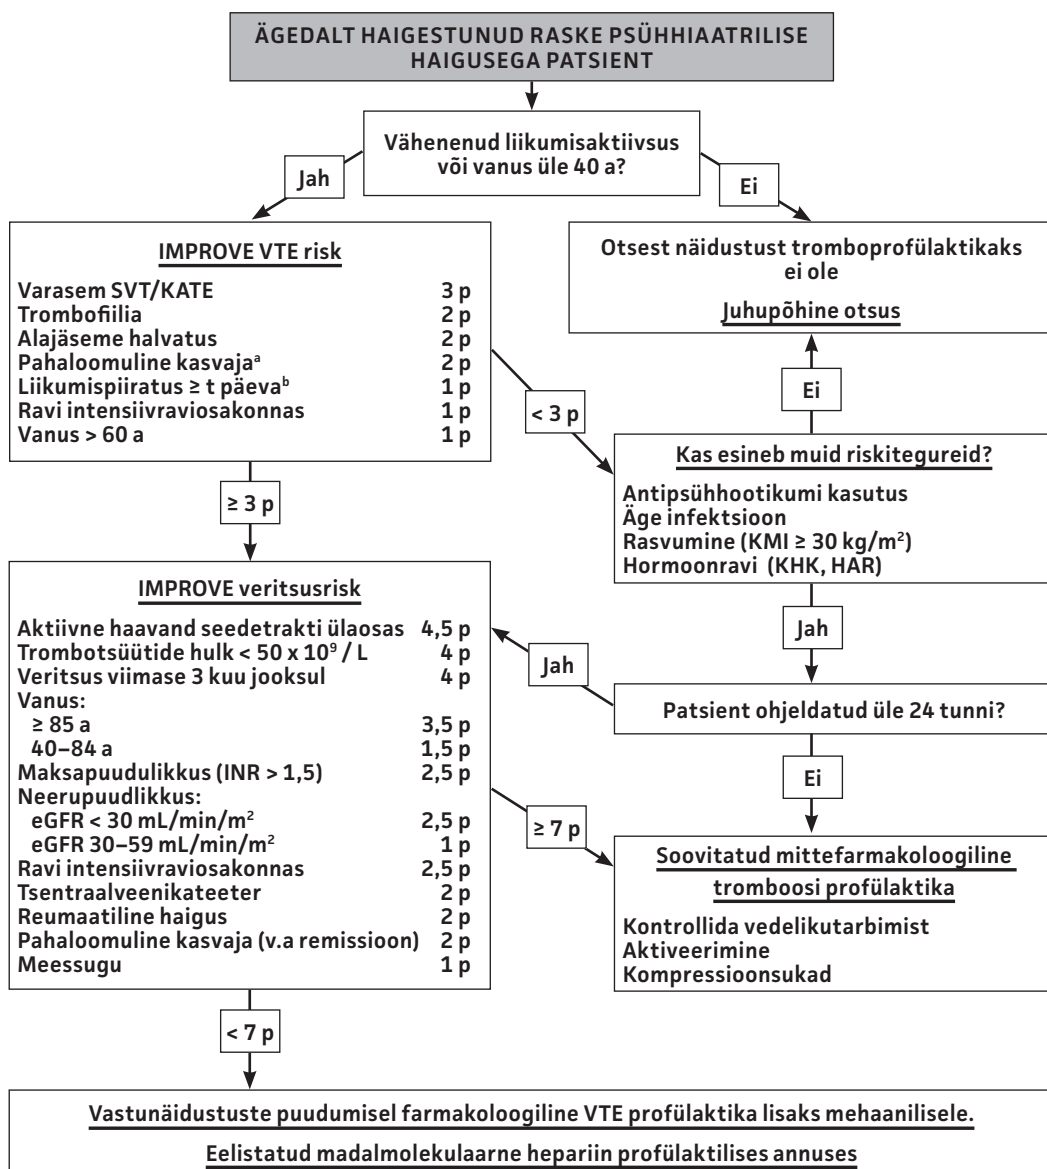 ÄGEDALT HAIGESTUNUD RASKE PSÜHHIAATRILISE
HAIGUSEGA PATSIENT
Vähenenud liikumisaktiivsus
või vanus üle 40 a?
Jah
Ei
IMPROVE VTE risk
Varasem SVT/KATE 3 p
Trombofiilia 2 p
Alajäseme halvatus 2 p
Pahaloomuline kasvajaᵃ 2 p
Liikumispiiratus ≥ t päevaᵇ 1 p
Ravi intensiivraviosakonnas 1 p
Vanus > 60 a 1 p
Otsest näidustust tromboprofülaktikaks
ei ole
Juhupõhine otsus
Ei
< 3 p
≥ 3 p
Kas esineb muid riskitegureid?
Antipsühhootikumi kasutus
Äge infektsioon
Rasvumine (KMI ≥ 30 kg/m²)
Hormoonravi (KHK, HAR)
Jah
IMPROVE veritsusrisk
Aktiivne haavand seedetrakti ülaosas 4,5 p
Trombotsüütide hulk < 50 x 10⁹ / L 4 p
Veritsus viimase 3 kuu jooksul 4 p
Vanus:
≥ 85 a 3,5 p
40–84 a 1,5 p
Maksapuudulikkus (INR > 1,5) 2,5 p
Neerupuudlikkus:
eGFR < 30 mL/min/m² 2,5 p
eGFR 30–59 mL/min/m² 1 p
Ravi intensiivraviosakonnas 2,5 p
Tsentraalveenikateeter 2 p
Reumaatiline haigus 2 p
Pahaloomuline kasvaja (v.a remissioon) 2 p
Meessugu 1 p
Jah
Patsient ohjeldatud üle 24 tunni?
Ei
≥ 7 p
Soovitatud mittefarmakoloogiline
tromboosi profülaktika
Kontrollida vedelikutarbimist
Aktiveerimine
Kompressioonsukad
< 7 p
Vastunäidustuste puudumisel farmakoloogiline VTE profülaktika lisaks mehaanilisele.
Eelistatud madalmolekulaarne hepariin profülaktilises annuses